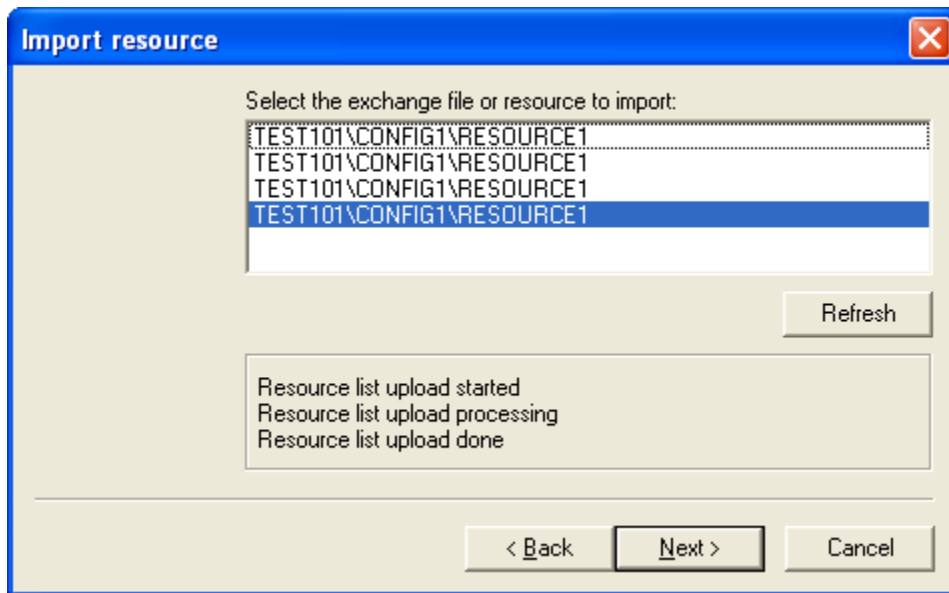 Import resource
Select the exchange file or resource to import:
TEST101\CONFIG1\RESOURCE1
TEST101\CONFIG1\RESOURCE1
TEST101\CONFIG1\RESOURCE1
TEST101\CONFIG1\RESOURCE1
Refresh
Resource list upload started
Resource list upload processing
Resource list upload done
< Back
Next >
Cancel